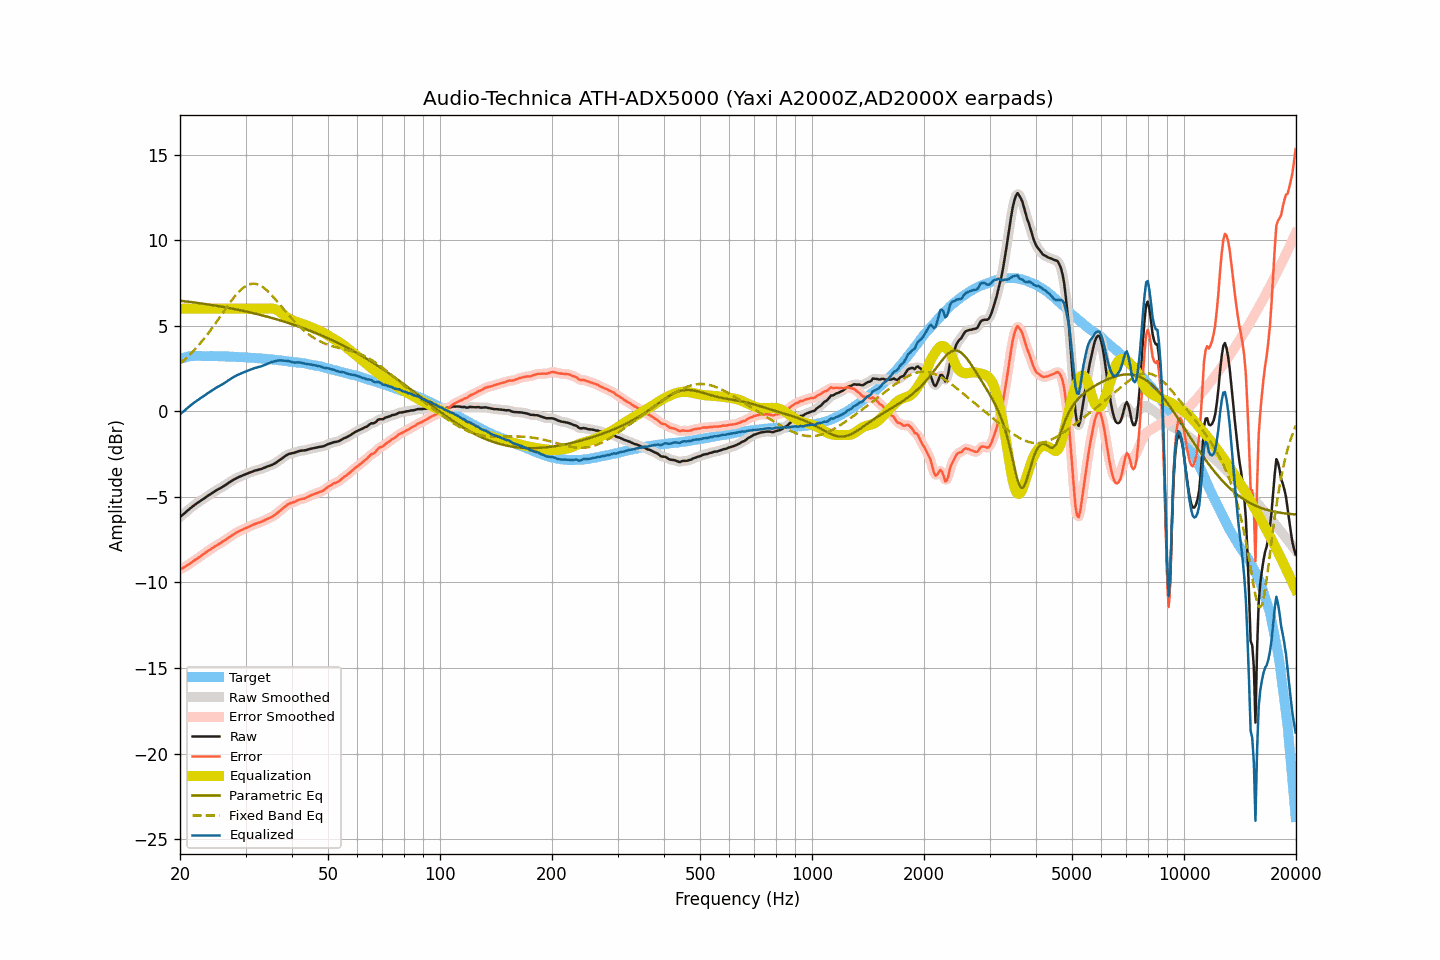 Audio-Technica ATH-ADX5000 (Yaxi A2000Z,AD2000X earpads)
Amplitude (dBr)
15
10
5
0
−5
−10
−15
−20
−25
Target
Raw Smoothed
Error Smoothed
Raw
Error
Equalization
Parametric Eq
Fixed Band Eq
Equalized
20 50 100 200 500 1000 2000 5000 10000 20000
Frequency (Hz)